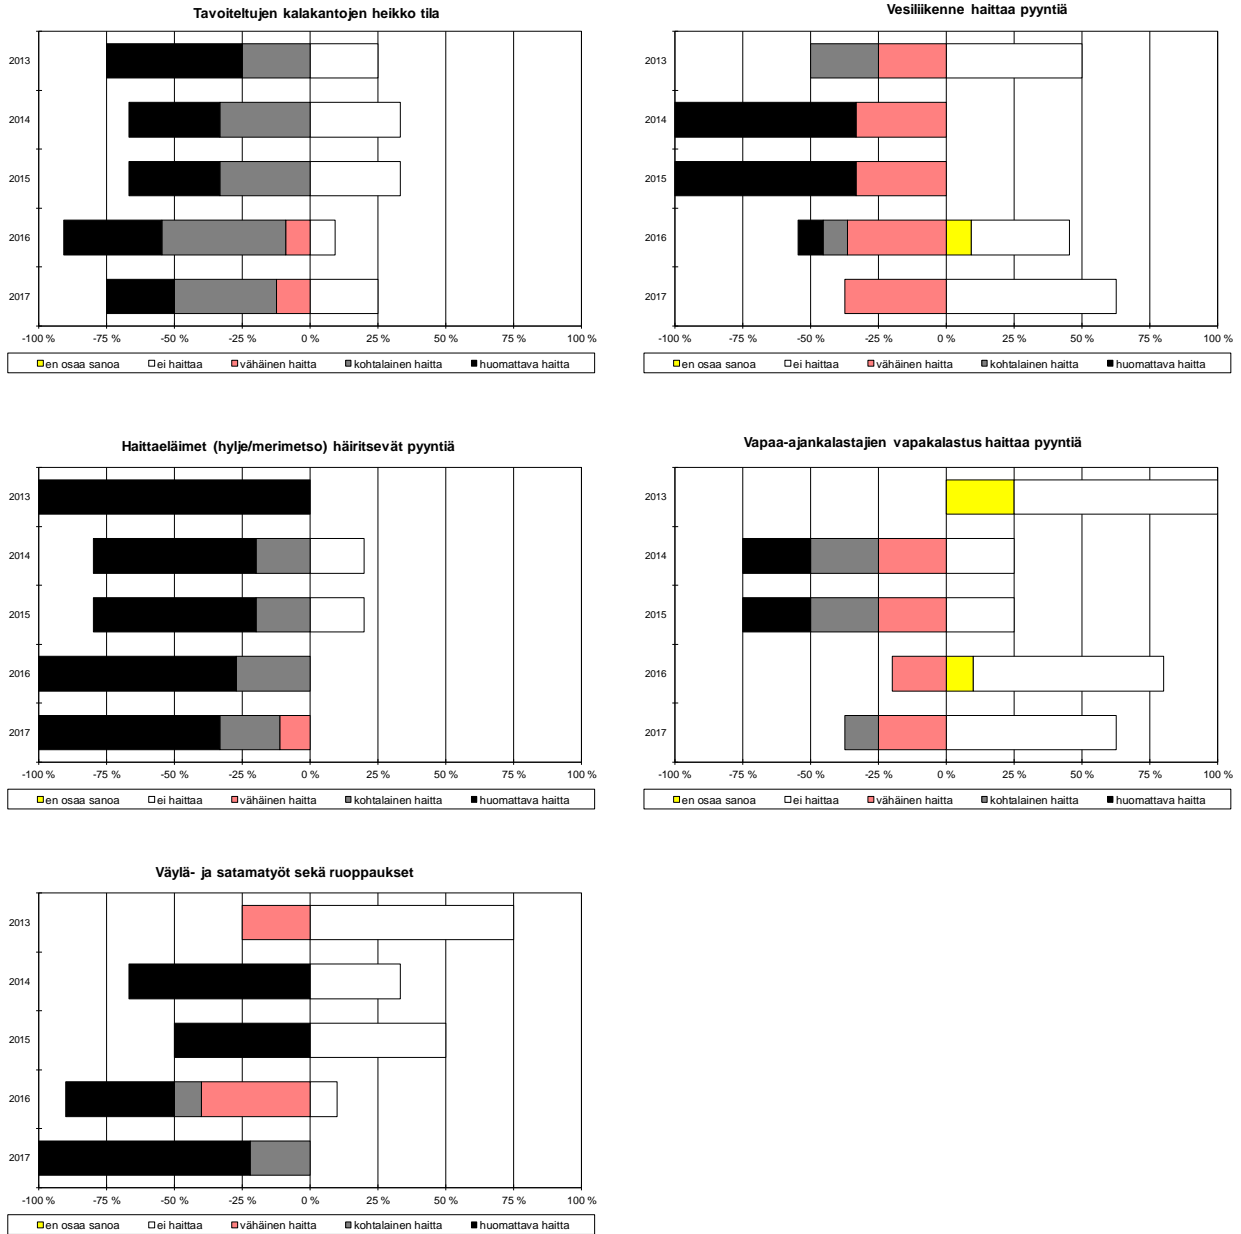 Tavoiteltujen kalakantojen heikko tila
2013
2014
2015
2016
2017
-100 % -75 % -50 % -25 % 0 % 25 % 50 % 75 % 100 %
en osaa sanoa ei haittaa vähäinen haitta kohtalainen haitta huomattava haitta
Vesiliikenne haittaa pyyntiä
2013
2014
2015
2016
2017
-100 % -75 % -50 % -25 % 0 % 25 % 50 % 75 % 100 %
en osaa sanoa ei haittaa vähäinen haitta kohtalainen haitta huomattava haitta
Haittaeläimet (hylje/merimetso) häiritsevät pyyntiä
2013
2014
2015
2016
2017
-100 % -75 % -50 % -25 % 0 % 25 % 50 % 75 % 100 %
en osaa sanoa ei haittaa vähäinen haitta kohtalainen haitta huomattava haitta
Vapaa-ajankalastajien vapakalastus haittaa pyyntiä
2013
2014
2015
2016
2017
-100 % -75 % -50 % -25 % 0 % 25 % 50 % 75 % 100 %
en osaa sanoa ei haittaa vähäinen haitta kohtalainen haitta huomattava haitta
Väylä- ja satamatyöt sekä ruoppaukset
2013
2014
2015
2016
2017
-100 % -75 % -50 % -25 % 0 % 25 % 50 % 75 % 100 %
en osaa sanoa ei haittaa vähäinen haitta kohtalainen haitta huomattava haitta